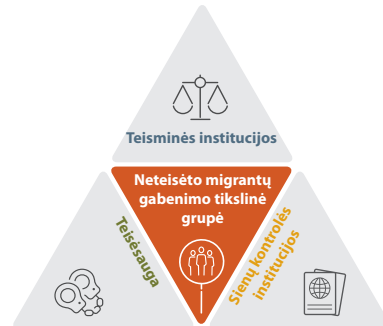 Teisminės institucijos
Neteisėto migrantų
gabenimo tikslinė
grupė
Teisėsauga
Sienų kontrolės
institucijos